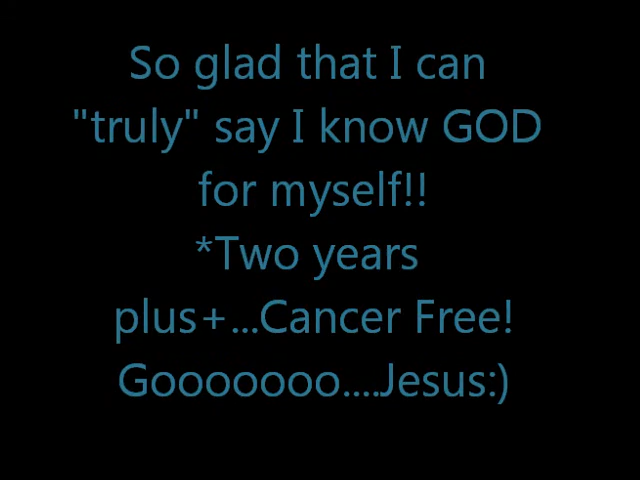 So glad that I can
"truly" say I know GOD
for myself!!
*Two years
plus+...Cancer Free!
Gooooooo....Jesus:)